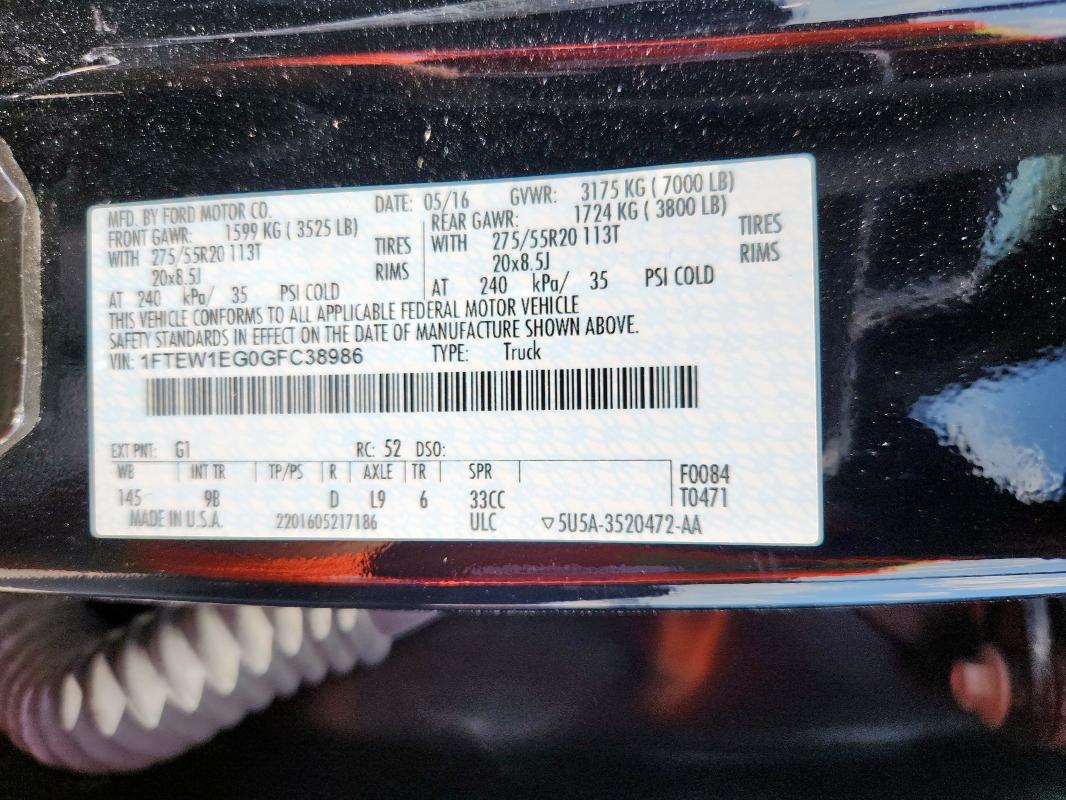 MFD. BY FORD MOTOR CO. DATE: 05/16 GVWR: 3175 KG ( 7000 LB)
FRONT GAWR: 1599 KG ( 3525 LB) REAR GAWR: 1724 KG ( 3800 LB)
WITH 275/55R20 113T TIRES WITH 275/55R20 113T TIRES
20x8.5J RIMS 20x8.5J RIMS
AT 240 kPa/ 35 PSI COLD AT 240 kPa/ 35 PSI COLD
THIS VEHICLE CONFORMS TO ALL APPLICABLE FEDERAL MOTOR VEHICLE
SAFETY STANDARDS IN EFFECT ON THE DATE OF MANUFACTURE SHOWN ABOVE.
VIN: 1FTEW1EG0GFC38986 TYPE: Truck
EXT PNT: G1 RC: 52 DSO:
WB INT TR TP/PS R AXLE TR SPR F0084
145 9B D L9 6 33CC T0471
MADE IN U.S.A. 2201605217186 ULC ▽5U5A-3520472-AA